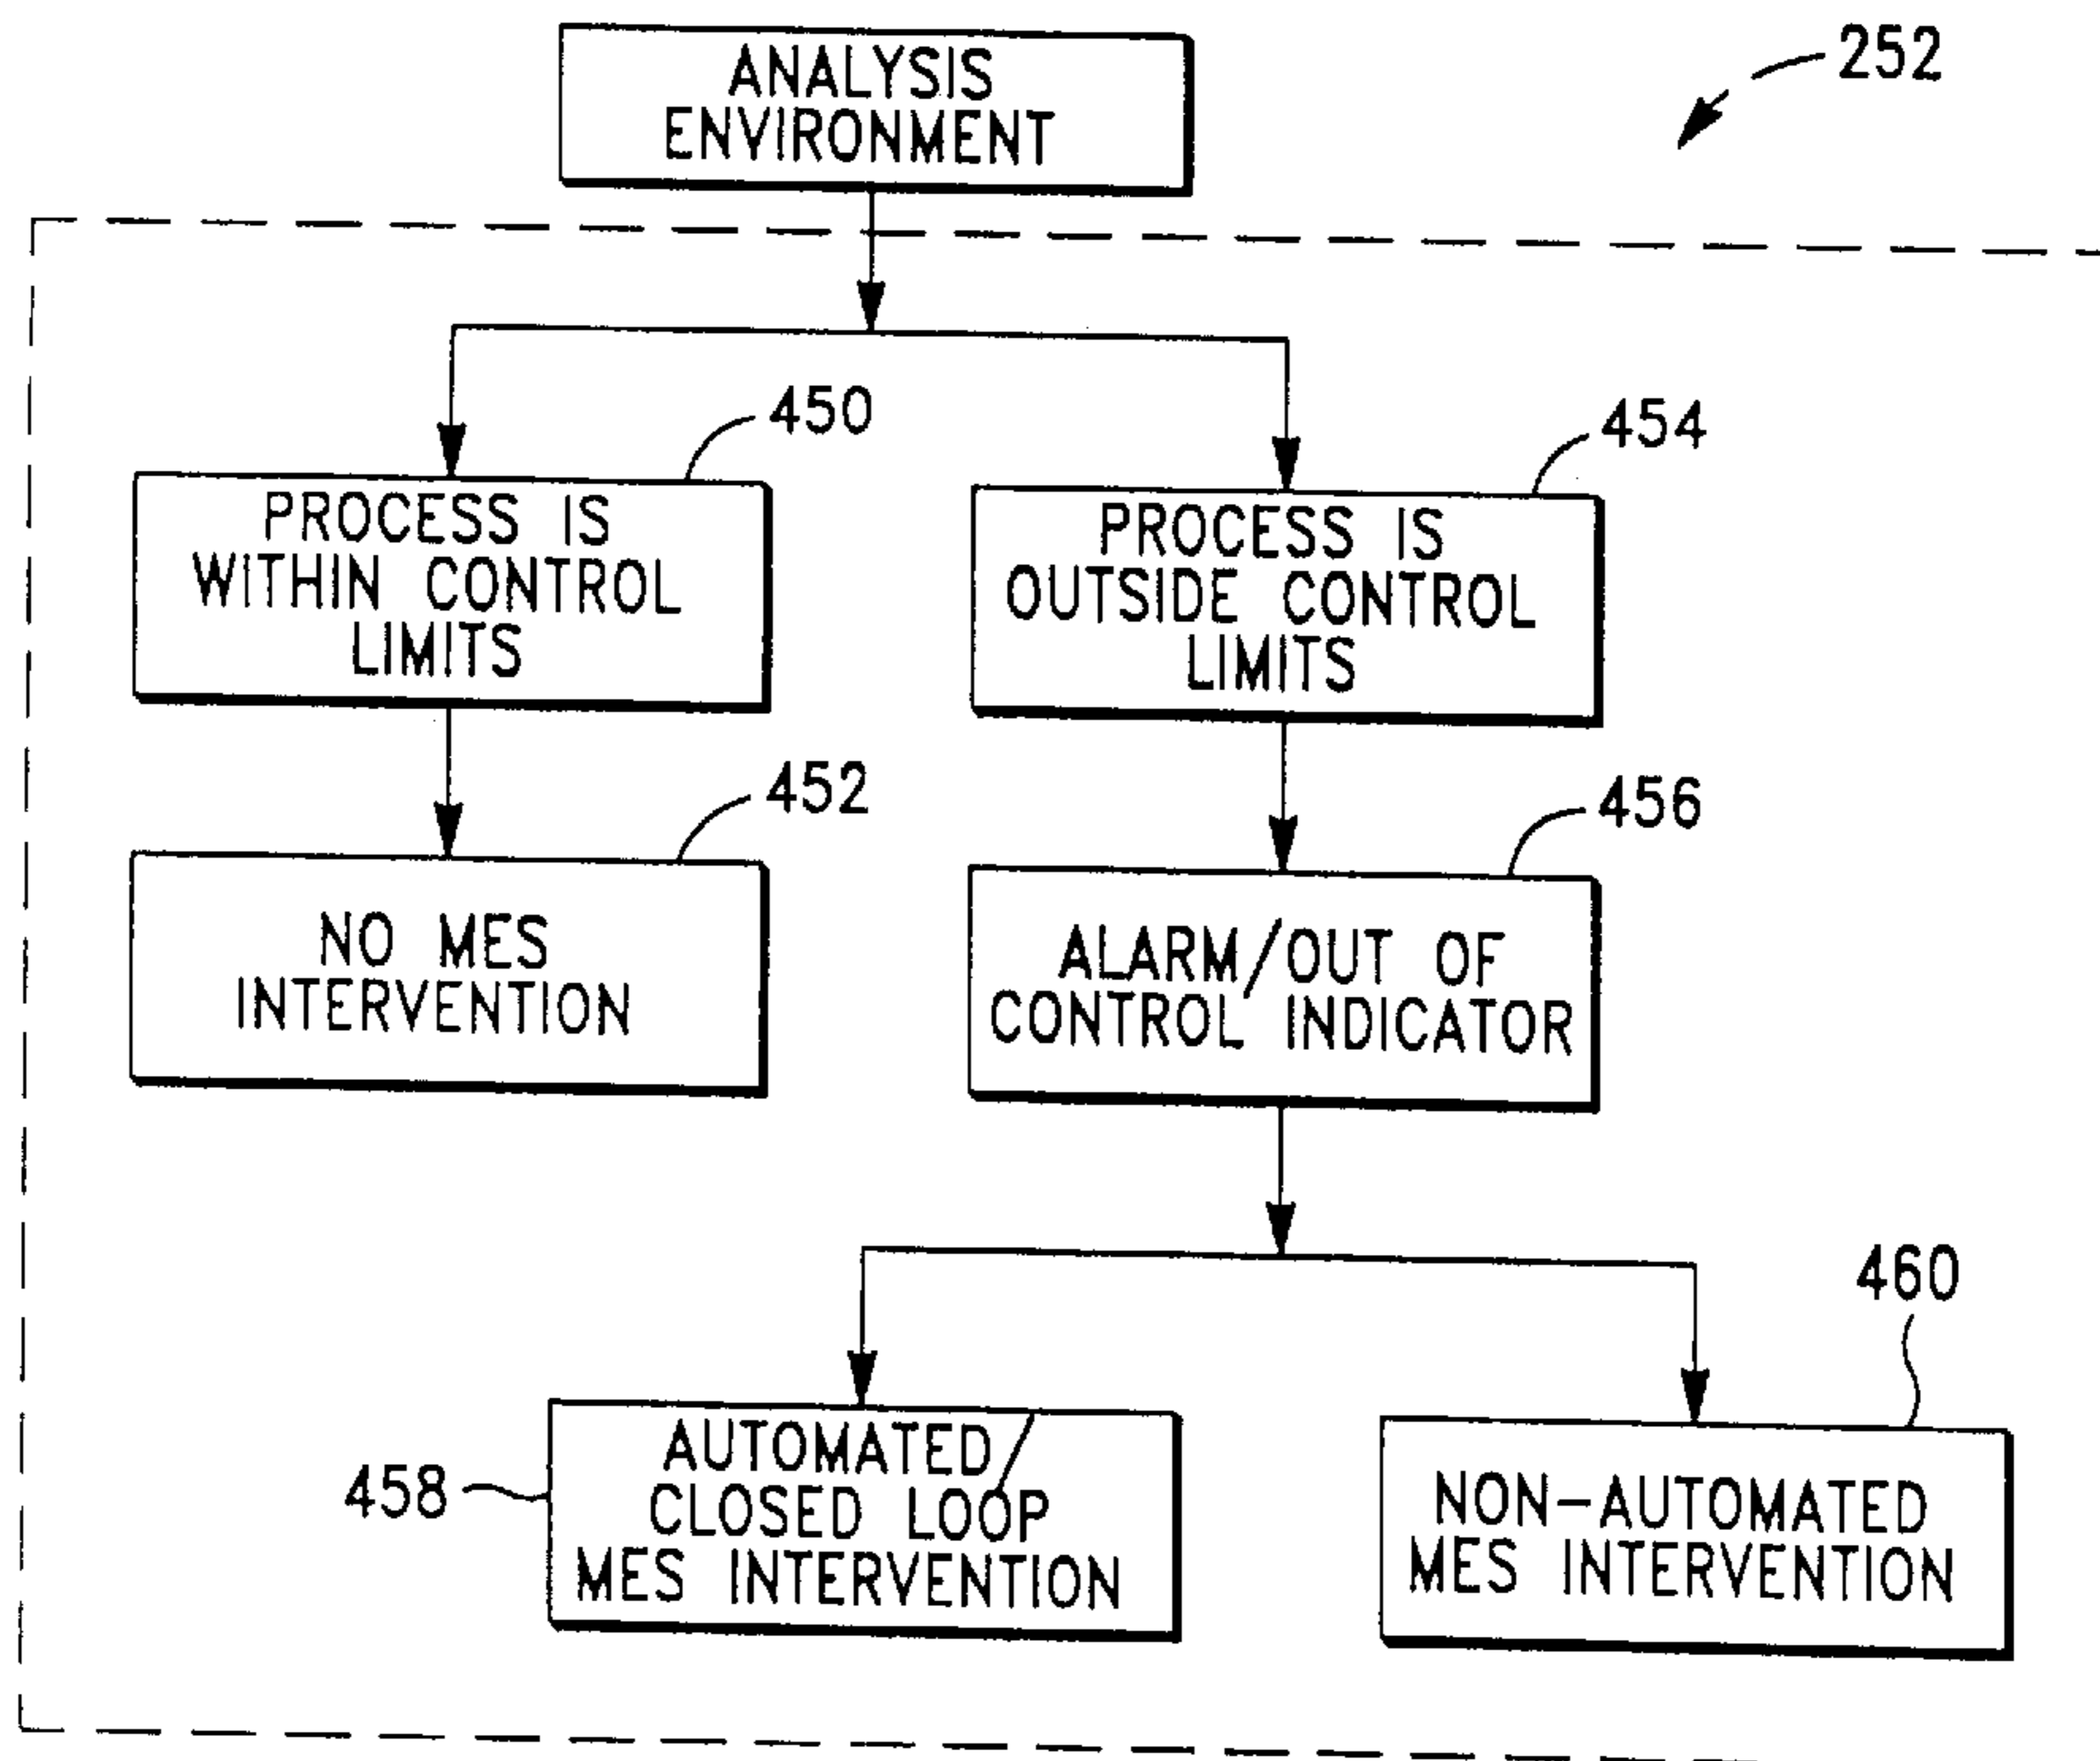 ANALYSIS
ENVIRONMENT
252
450
454
PROCESS IS
WITHIN CONTROL
LIMITS
PROCESS IS
OUTSIDE CONTROL
LIMITS
452
456
NO MES
INTERVENTION
ALARM/OUT OF
CONTROL INDICATOR
460
458
AUTOMATED
CLOSED LOOP
MES INTERVENTION
NON-AUTOMATED
MES INTERVENTION